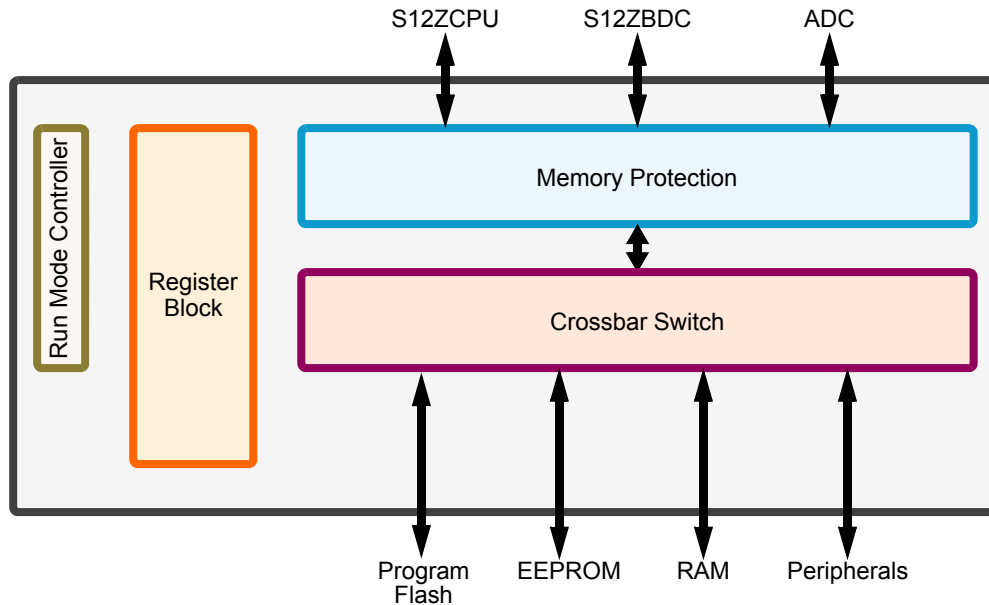 S12ZCPU
S12ZBDC
ADC
Run Mode Controller
Register
Block
Memory Protection
Crossbar Switch
Program
Flash
EEPROM
RAM
Peripherals